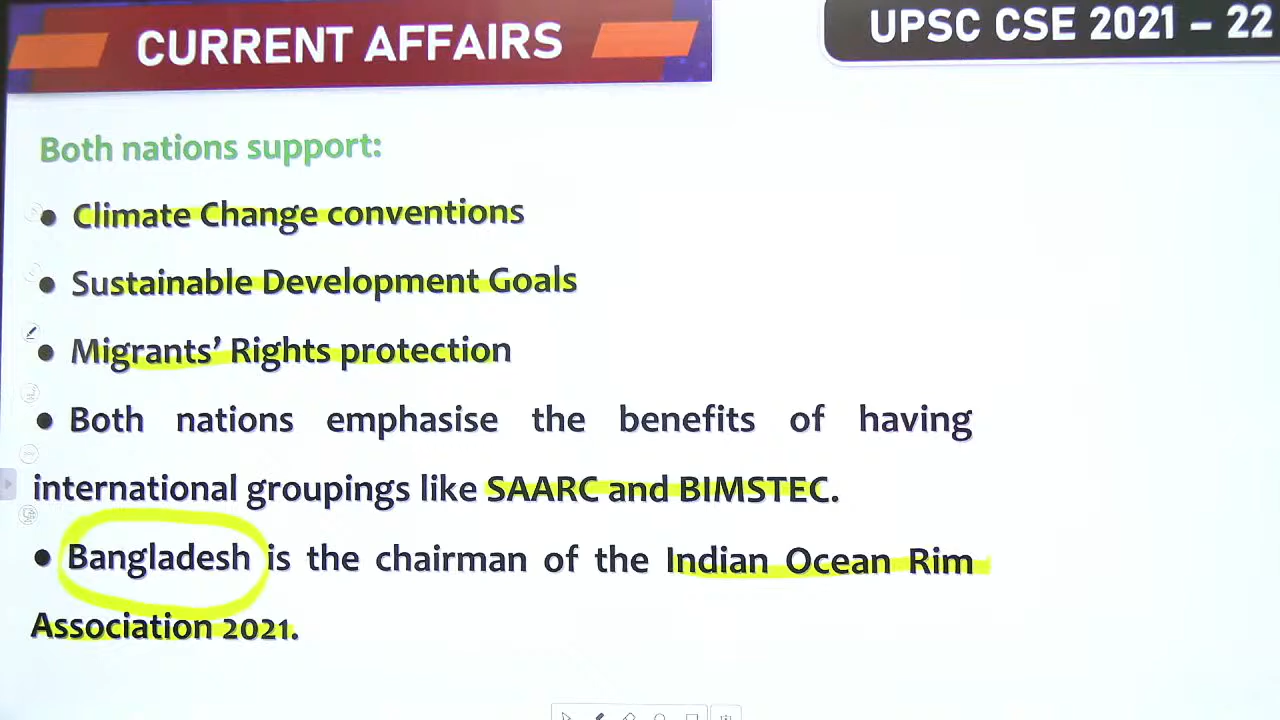 CURRENT AFFAIRS
UPSC CSE 2021 – 22
Both nations support:
● Climate Change conventions
● Sustainable Development Goals
● Migrants’ Rights protection
● Both nations emphasise the benefits of having
international groupings like SAARC and BIMSTEC.
● Bangladesh is the chairman of the Indian Ocean Rim
Association 2021.